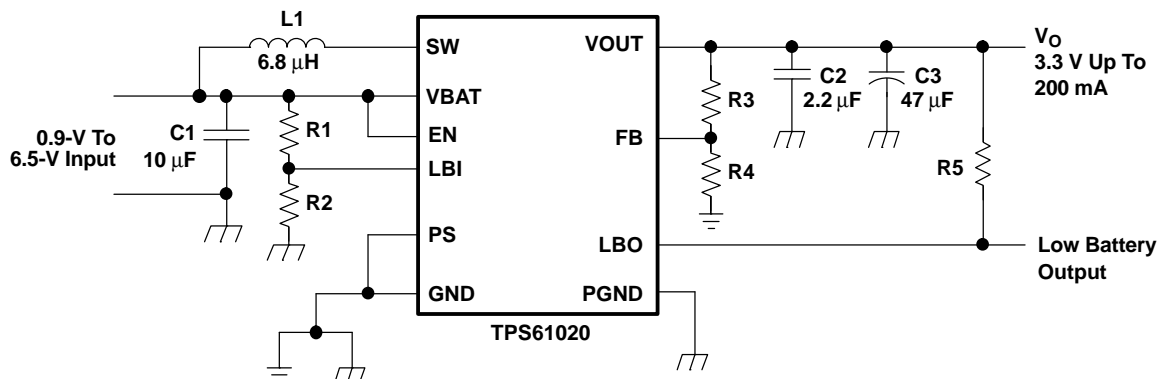 L1
6.8 μH
SW
VBAT
EN
LBI
PS
GND
VOUT
FB
LBO
PGND
TPS61020
0.9-V To
6.5-V Input
C1
10 μF
R1
R2
R3
R4
C2
2.2 μF
C3
47 μF
R5
VO
3.3 V Up To
200 mA
Low Battery
Output